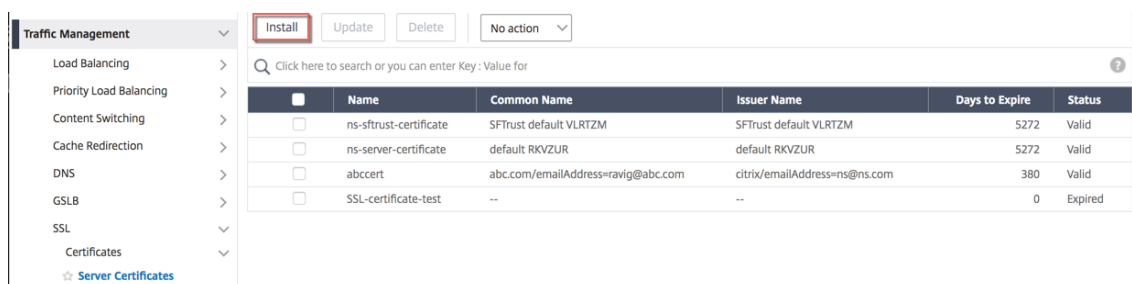 Traffic Management
Load Balancing
Priority Load Balancing
Content Switching
Cache Redirection
DNS
GSLB
SSL
Certificates
Server Certificates
Install Update Delete No action
Click here to search or you can enter Key : Value for
?
Name Common Name Issuer Name Days to Expire Status
ns-sftrust-certificate SFTrust default VLRTZM SFTrust default VLRTZM 5272 Valid
ns-server-certificate default RKVZUR default RKVZUR 5272 Valid
abccert abc.com/emailAddress=ravig@abc.com citrix/emailAddress=ns@ns.com 380 Valid
SSL-certificate-test -- -- 0 Expired